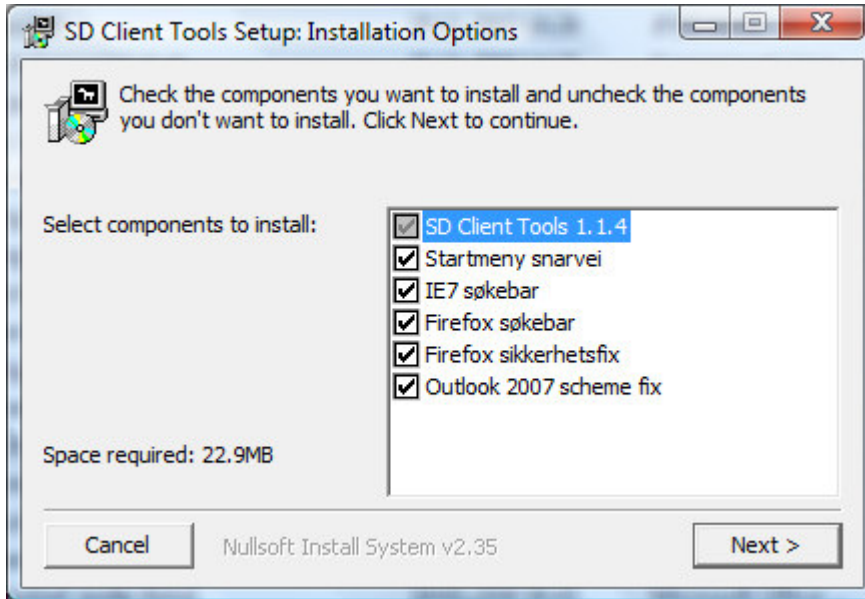 SD Client Tools Setup: Installation Options
Check the components you want to install and uncheck the components
you don't want to install. Click Next to continue.
Select components to install:
SD Client Tools 1.1.4
Startmeny snarvei
IE7 søkebar
Firefox søkebar
Firefox sikkerhetsfix
Outlook 2007 scheme fix
Space required: 22.9MB
Cancel
Nullsoft Install System v2.35
Next >